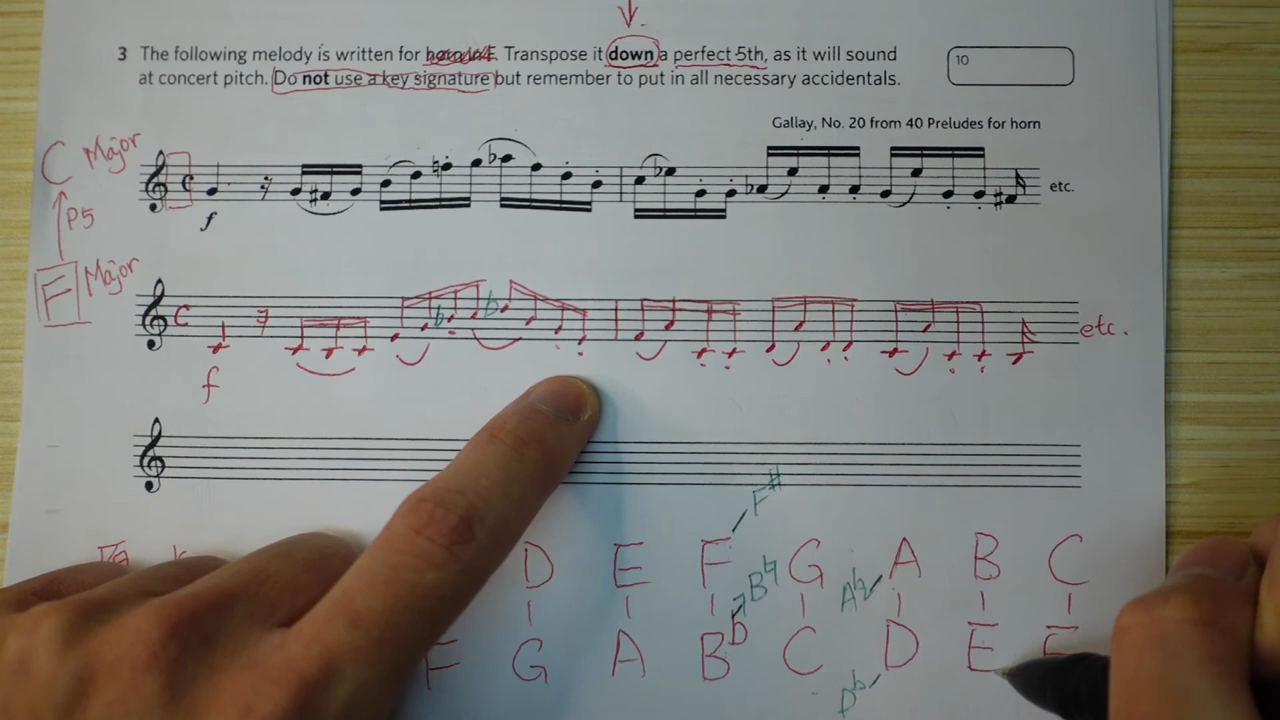 3 The following melody is written for horn in F. Transpose it down a perfect 5th, as it will sound
at concert pitch. Do not use a key signature but remember to put in all necessary accidentals.
10
Gallay, No. 20 from 40 Preludes for horn
C Major
etc.
f
P5
F Major
C
etc.
f
F#
D E F G A B C
B♮
A♭
F G A B♭ C D E
D♭